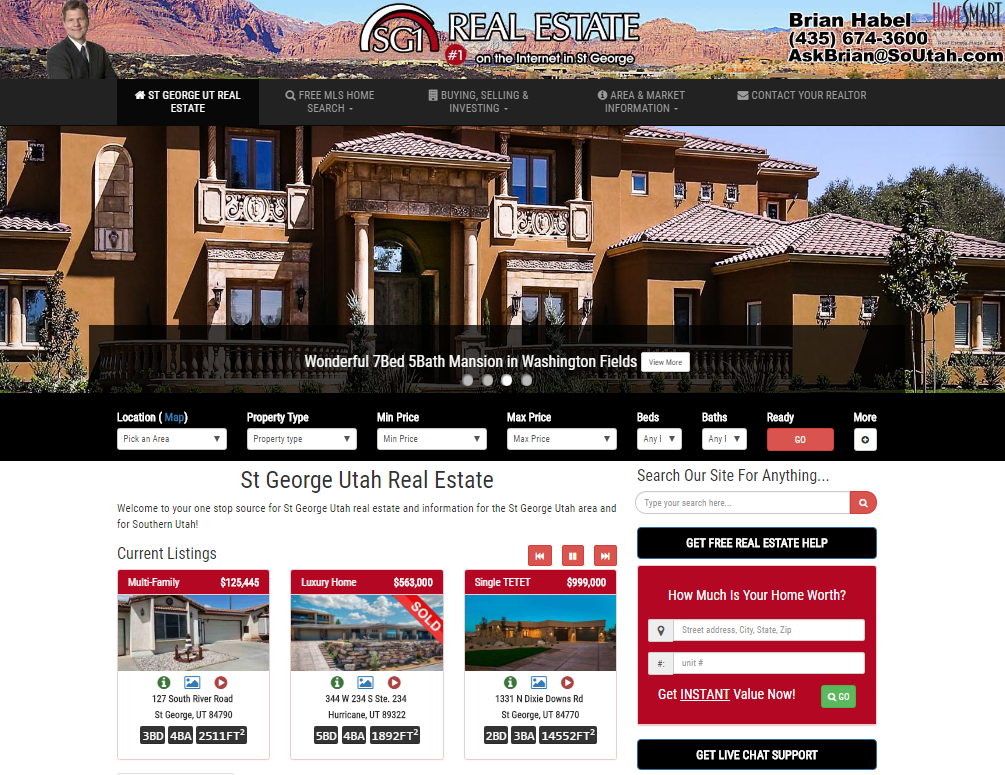 SG1 REAL ESTATE
#1 on the Internet in St George
Brian Habel
(435) 674-3600
AskBrian@SoUtah.com
HOMESMART
ST GEORGE UT REAL
ESTATE
FREE MLS HOME
SEARCH
BUYING, SELLING &
INVESTING
AREA & MARKET
INFORMATION
CONTACT YOUR REALTOR
Wonderful 7Bed 5Bath Mansion in Washington Fields
View More
Location ( Map)
Property Type
Min Price
Max Price
Beds
Baths
Ready
More
Pick an Area
Property type
Min Price
Max Price
Any
Any
GO
St George Utah Real Estate
Welcome to your one stop source for St George Utah real estate and information for the St George Utah area and
for Southern Utah!
Current Listings
Multi-Family $125,445
127 South River Road
St George, UT 84790
3BD 4BA 2511FT²
Luxury Home $563,000
SOLD
344 W 234 S Ste. 234
Hurricane, UT 89322
5BD 4BA 1892FT²
Single TETET $999,000
1331 N Dixie Downs Rd
St George, UT 84770
2BD 3BA 14552FT²
Search Our Site For Anything...
Type your search here...
GET FREE REAL ESTATE HELP
How Much Is Your Home Worth?
Street address, City, State, Zip
#: unit #
Get INSTANT Value Now!
GO
GET LIVE CHAT SUPPORT